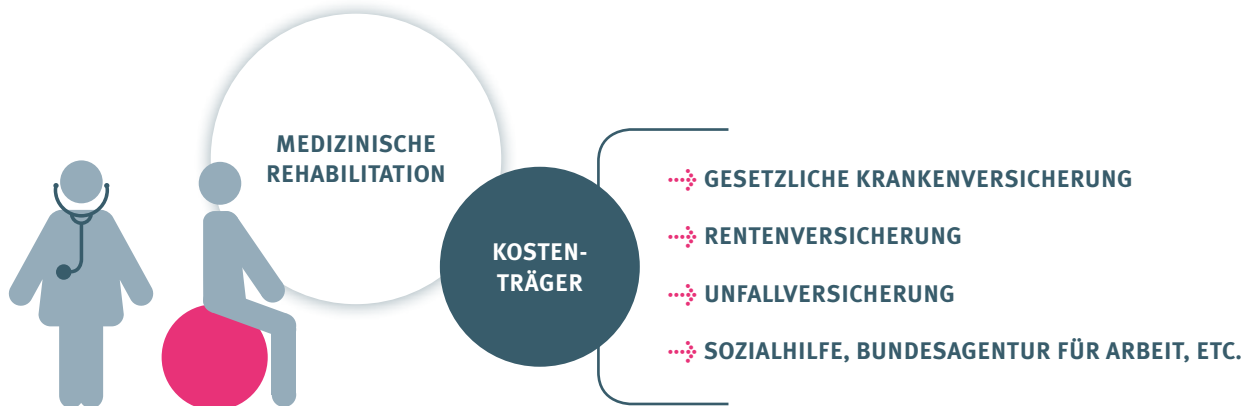 MEDIZINISCHE
REHABILITATION
KOSTEN-
TRÄGER
GESETZLICHE KRANKENVERSICHERUNG
RENTENVERSICHERUNG
UNFALLVERSICHERUNG
SOZIALHILFE, BUNDESAGENTUR FÜR ARBEIT, ETC.